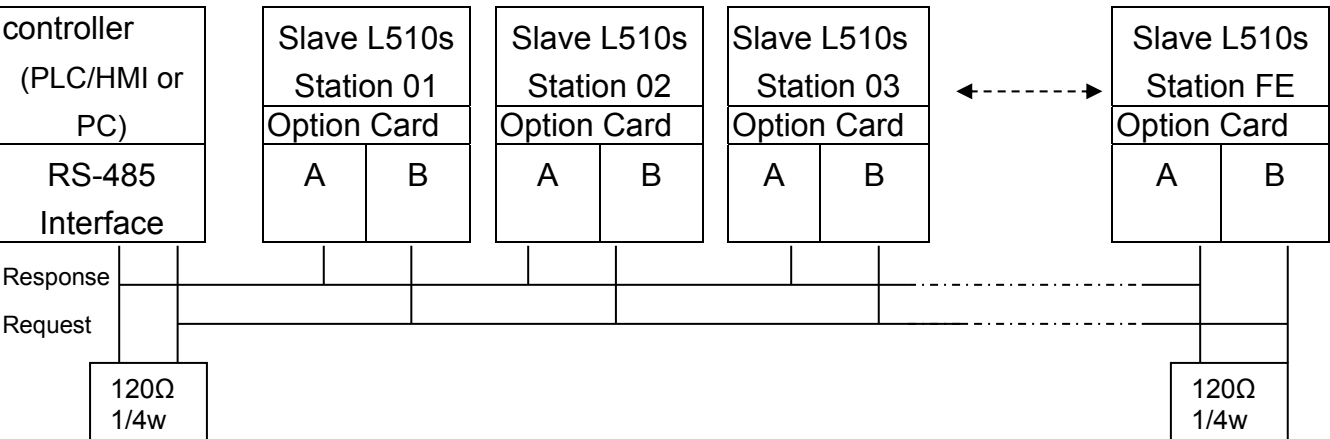 controller
(PLC/HMI or
PC)
RS-485
Interface
Slave L510s
Station 01
Option Card
A B
Slave L510s
Station 02
Option Card
A B
Slave L510s
Station 03
Option Card
A B
Slave L510s
Station FE
Option Card
A B
Response
Request
120Ω
1/4w
120Ω
1/4w